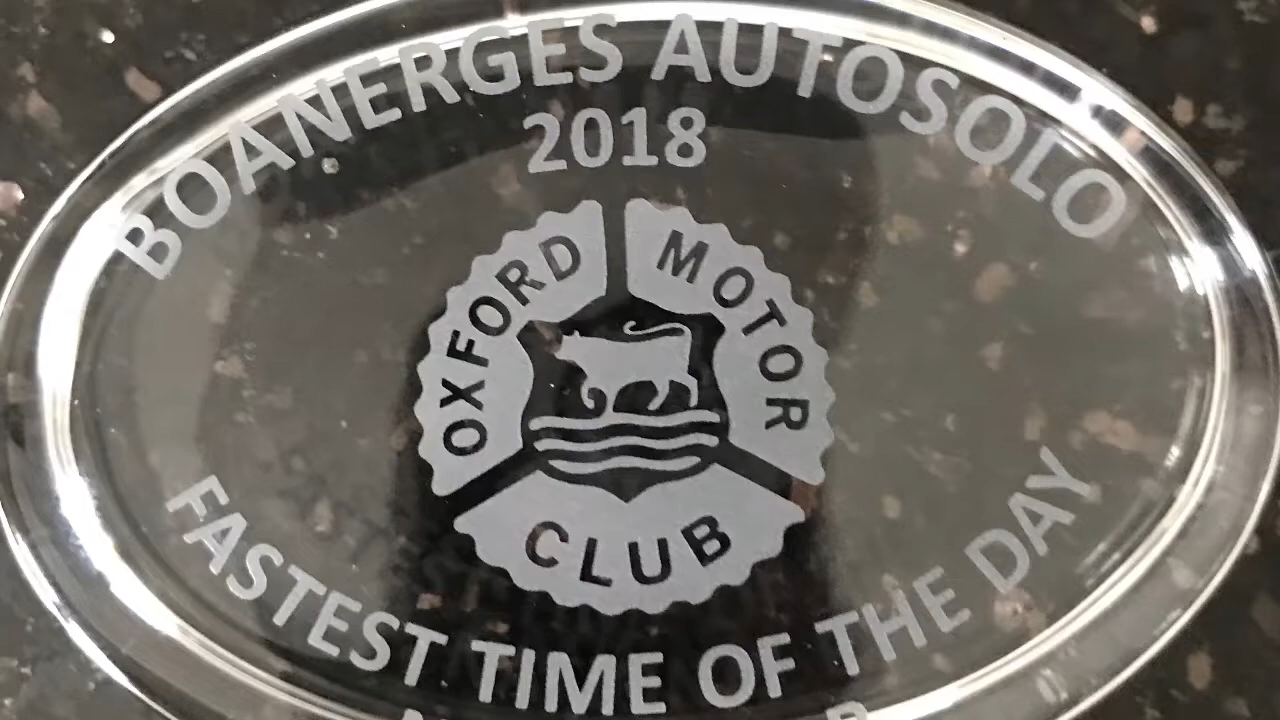 BOANERGES AUTOSOLO
2018
OXFORD MOTOR
CLUB
FASTEST TIME OF THE DAY